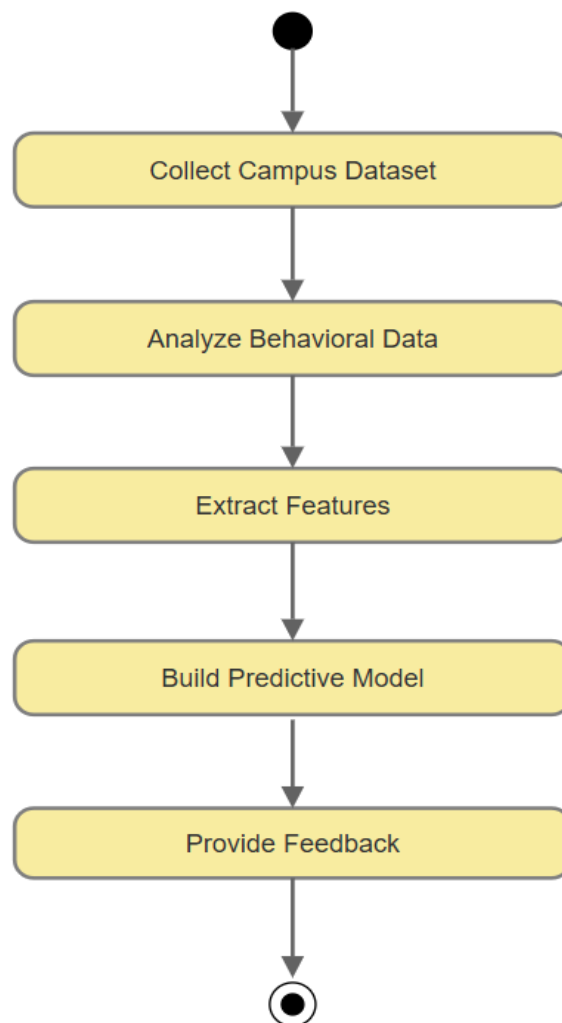 Collect Campus Dataset
Analyze Behavioral Data
Extract Features
Build Predictive Model
Provide Feedback